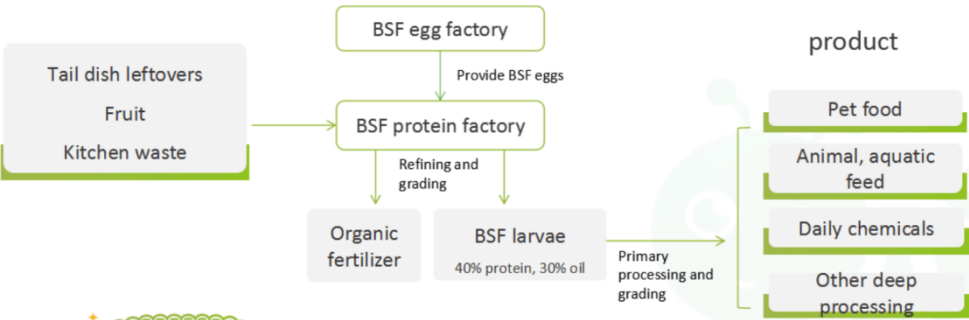 BSF egg factory
product
Tail dish leftovers
Fruit
Kitchen waste
Provide BSF eggs
BSF protein factory
Refining and
grading
Organic
fertilizer
BSF larvae
40% protein, 30% oil
Primary
processing and
grading
Pet food
Animal, aquatic
feed
Daily chemicals
Other deep
processing